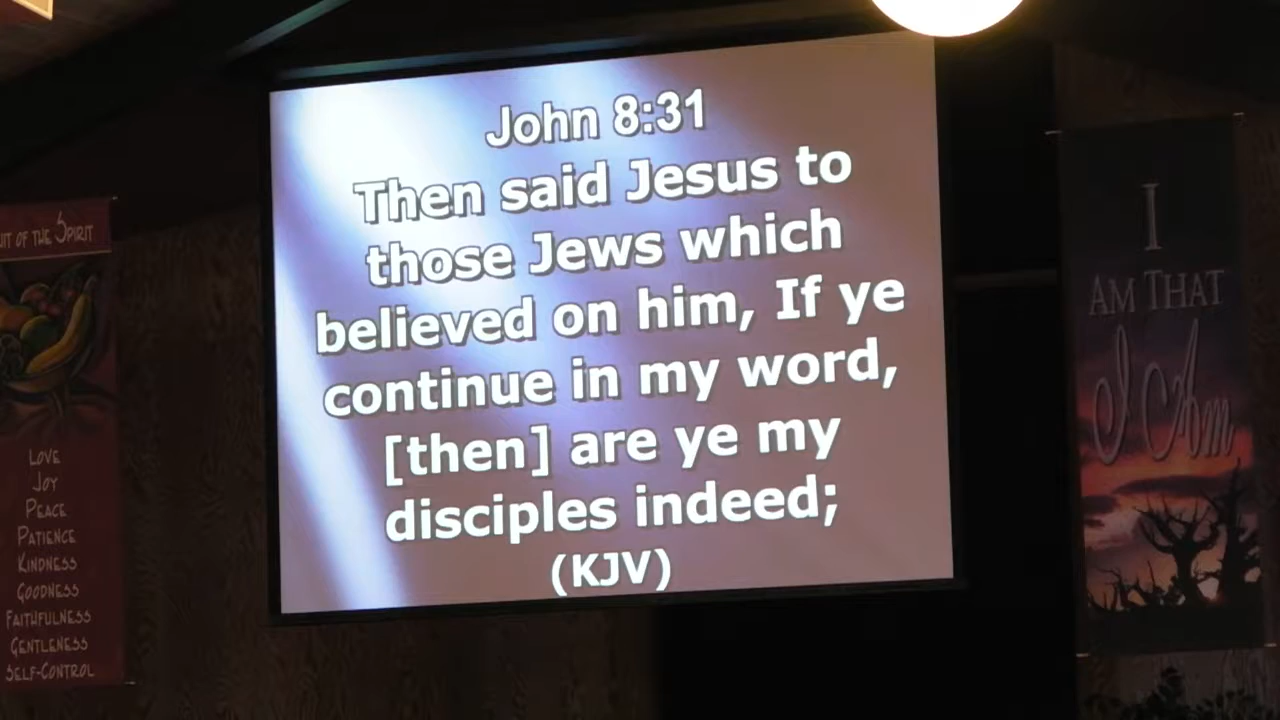 John 8:31
Then said Jesus to
those Jews which
believed on him, If ye
continue in my word,
[then] are ye my
disciples indeed;
(KJV)
OF THE SPIRIT
LOVE
JOY
PEACE
PATIENCE
KINDNESS
GOODNESS
FAITHFULNESS
GENTLENESS
SELF-CONTROL
I
AM THAT
I Am